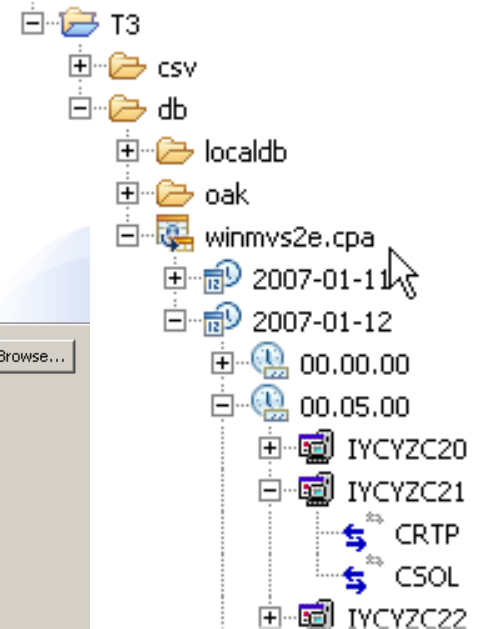 T3
csv
db
localdb
oak
winmvs2e.cpa
2007-01-11
2007-01-12
Browse...
00.00.00
00.05.00
IYCYZC20
IYCYZC21
CRTP
CSOL
IYCYZC22